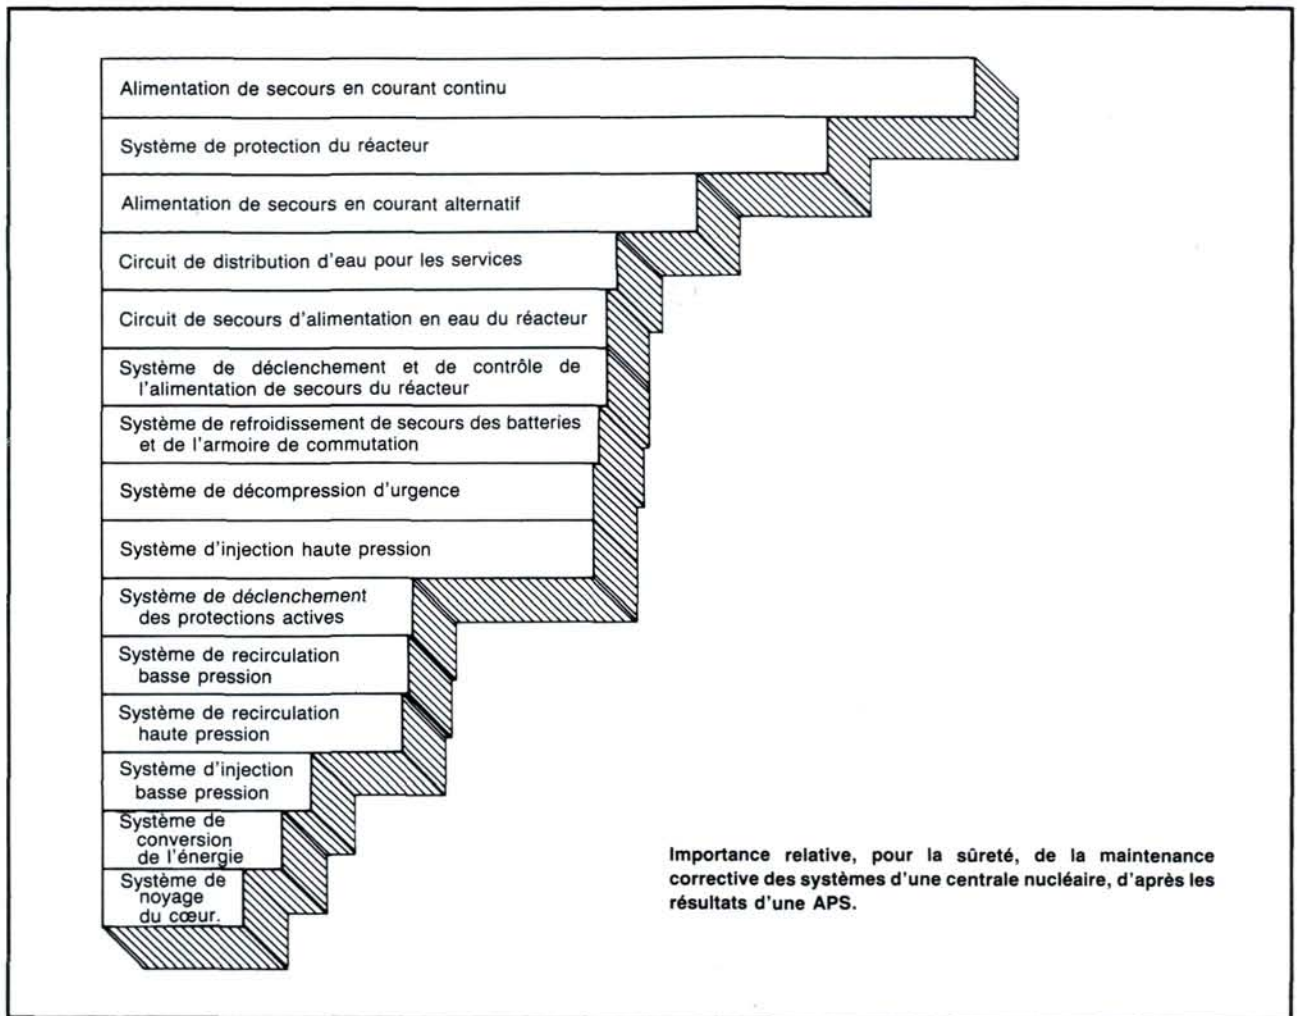 Alimentation de secours en courant continu
Système de protection du réacteur
Alimentation de secours en courant alternatif
Circuit de distribution d'eau pour les services
Circuit de secours d'alimentation en eau du réacteur
Système de déclenchement et de contrôle de
l'alimentation de secours du réacteur
Système de refroidissement de secours des batteries
et de l'armoire de commutation
Système de décompression d'urgence
Système d'injection haute pression
Système de déclenchement
des protections actives
Système de recirculation
basse pression
Système de recirculation
haute pression
Système d'injection
basse pression
Système de
conversion
de l'énergie
Système de
noyage
du cœur.
Importance relative, pour la sûreté, de la maintenance
corrective des systèmes d'une centrale nucléaire, d'après les
résultats d'une APS.